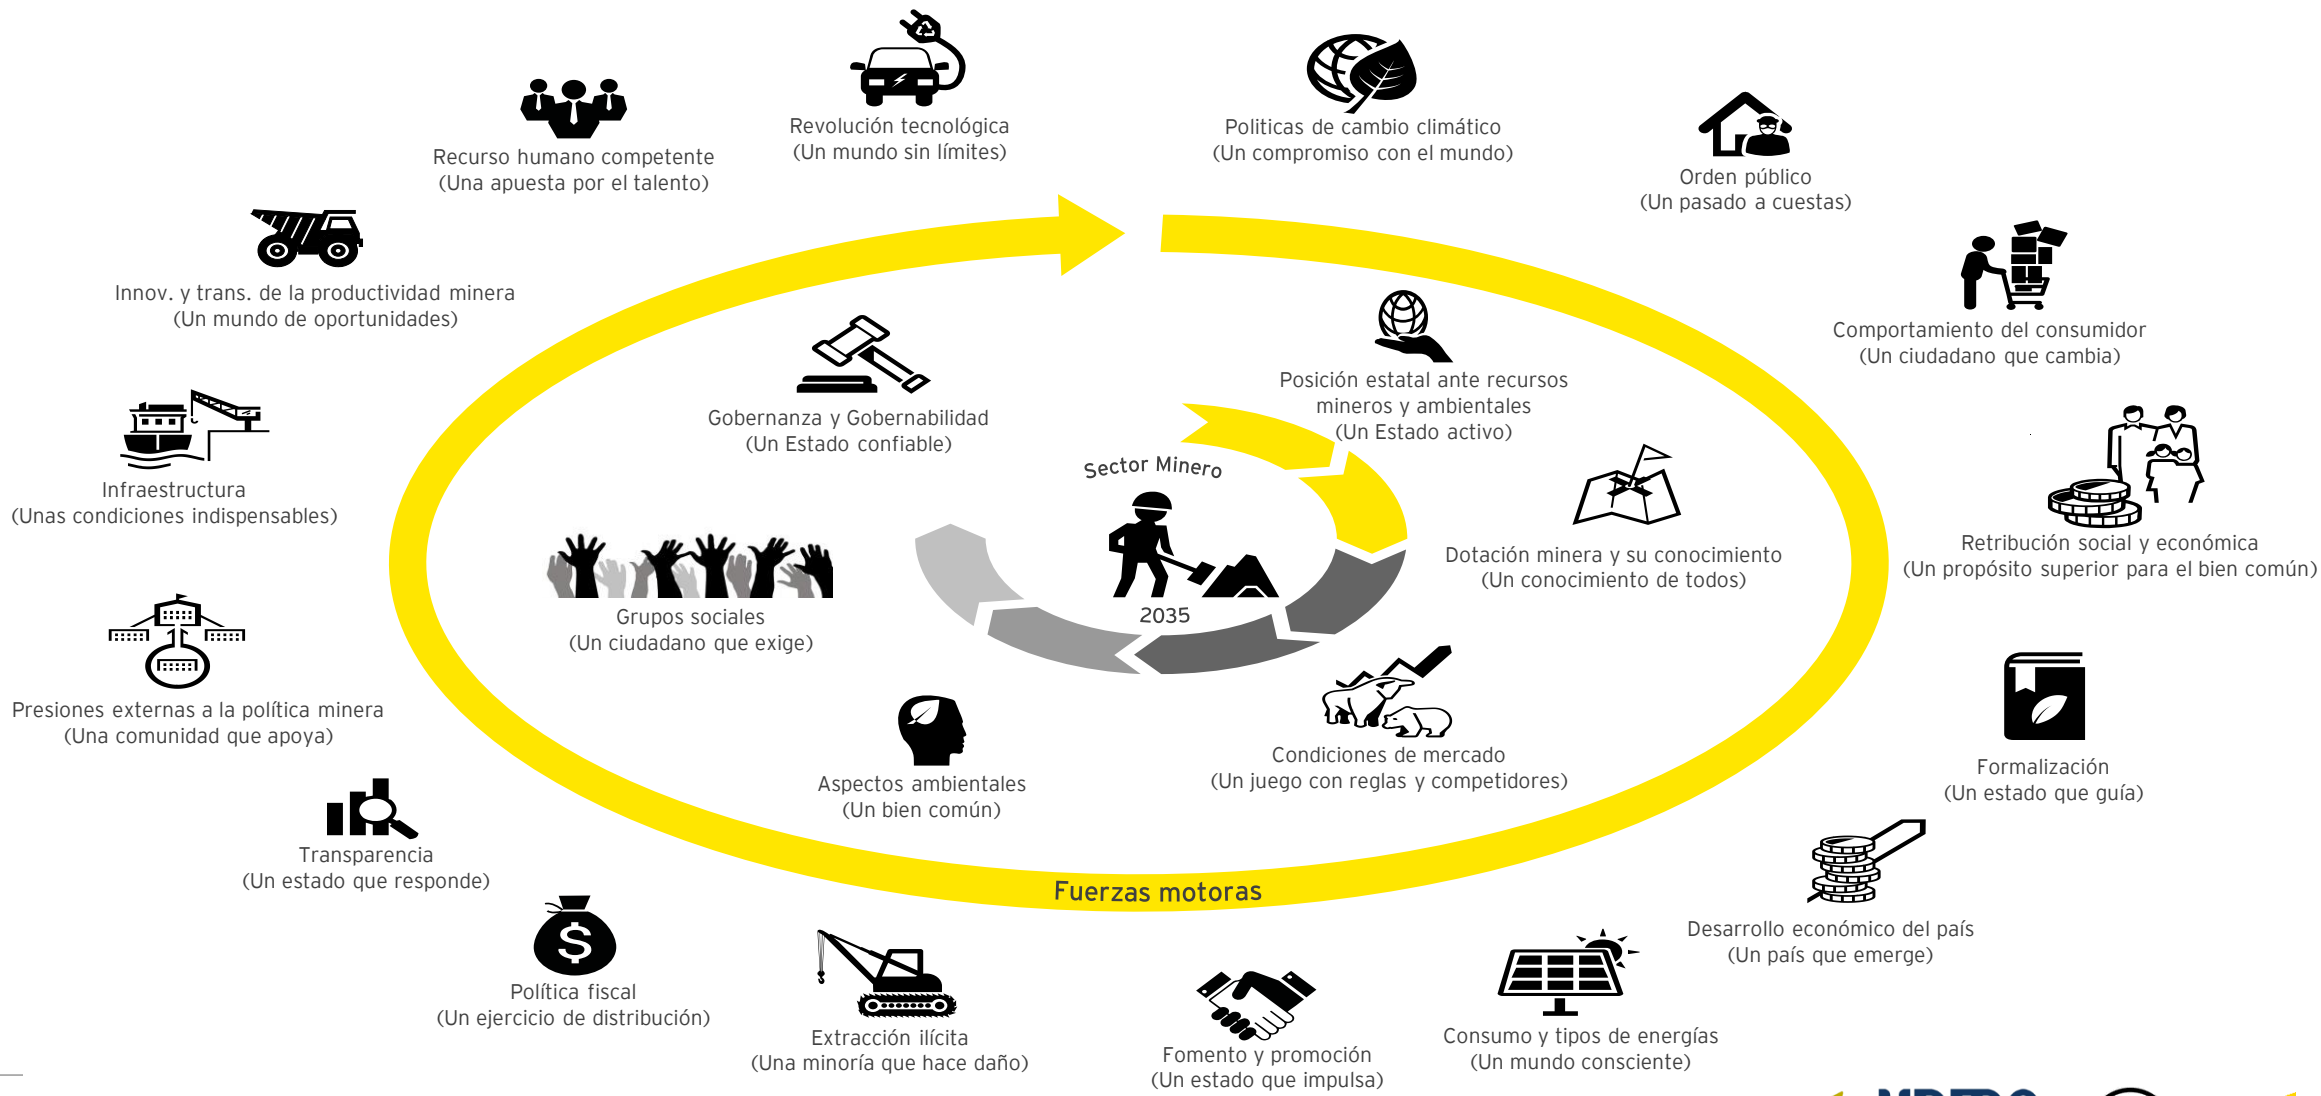 Revolución tecnológica
(Un mundo sin límites)
Politicas de cambio climático
(Un compromiso con el mundo)
Recurso humano competente
(Una apuesta por el talento)
Orden público
(Un pasado a cuestas)
Innov. y trans. de la productividad minera
(Un mundo de oportunidades)
Comportamiento del consumidor
(Un ciudadano que cambia)
Posición estatal ante recursos
mineros y ambientales
(Un Estado activo)
Gobernanza y Gobernabilidad
(Un Estado confiable)
Sector Minero
2035
Infraestructura
(Unas condiciones indispensables)
Dotación minera y su conocimiento
(Un conocimiento de todos)
Retribución social y económica
(Un propósito superior para el bien común)
Grupos sociales
(Un ciudadano que exige)
Presiones externas a la política minera
(Una comunidad que apoya)
Condiciones de mercado
(Un juego con reglas y competidores)
Formalización
(Un estado que guía)
Aspectos ambientales
(Un bien común)
Transparencia
(Un estado que responde)
Fuerzas motoras
Desarrollo económico del país
(Un país que emerge)
$
Política fiscal
(Un ejercicio de distribución)
Extracción ilícita
(Una minoría que hace daño)
Fomento y promoción
(Un estado que impulsa)
Consumo y tipos de energías
(Un mundo consciente)